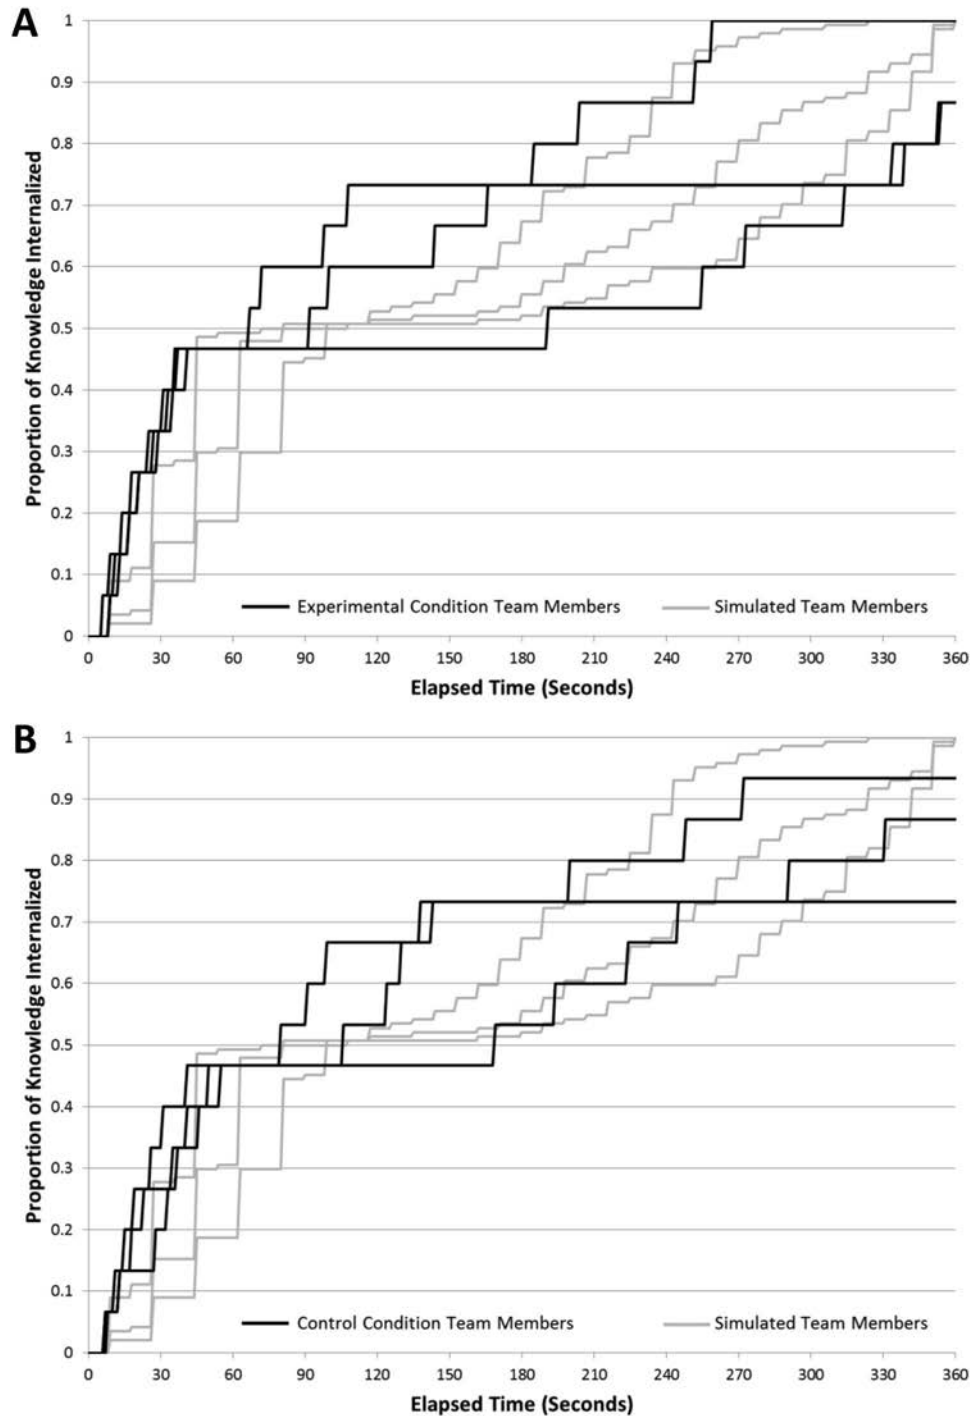 A
1
0.9
0.8
0.7
0.6
0.5
0.4
0.3
0.2
0.1
0
Proportion of Knowledge Internalized
Experimental Condition Team Members
Simulated Team Members
0 30 60 90 120 150 180 210 240 270 300 330 360
Elapsed Time (Seconds)
B
1
0.9
0.8
0.7
0.6
0.5
0.4
0.3
0.2
0.1
0
Proportion of Knowledge Internalized
Control Condition Team Members
Simulated Team Members
0 30 60 90 120 150 180 210 240 270 300 330 360
Elapsed Time (Seconds)